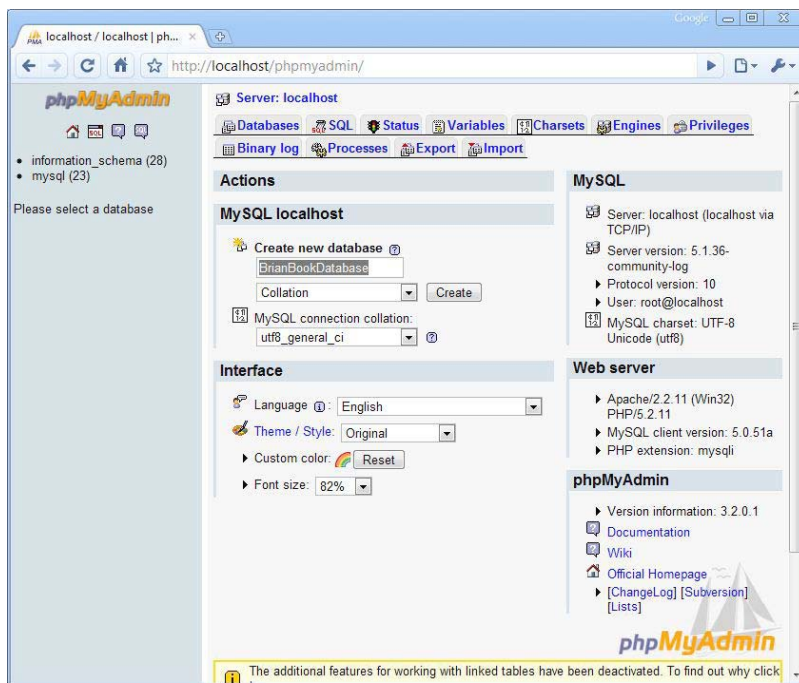 Google
localhost / localhost | ph...
http://localhost/phpmyadmin/
phpMyAdmin
information_schema (28)
mysql (23)
Please select a database
Server: localhost
Databases SQL Status Variables Charsets Engines Privileges
Binary log Processes Export Import
Actions
MySQL localhost
Create new database
BrianBookDatabase
Collation Create
MySQL connection collation:
utf8_general_ci
Interface
Language : English
Theme / Style: Original
Custom color: Reset
Font size: 82%
MySQL
Server: localhost (localhost via
TCP/IP)
Server version: 5.1.36-
community-log
Protocol version: 10
User: root@localhost
MySQL charset: UTF-8
Unicode (utf8)
Web server
Apache/2.2.11 (Win32)
PHP/5.2.11
MySQL client version: 5.0.51a
PHP extension: mysqli
phpMyAdmin
Version information: 3.2.0.1
Documentation
Wiki
Official Homepage
[ChangeLog] [Subversion]
[Lists]
phpMyAdmin
The additional features for working with linked tables have been deactivated. To find out why click